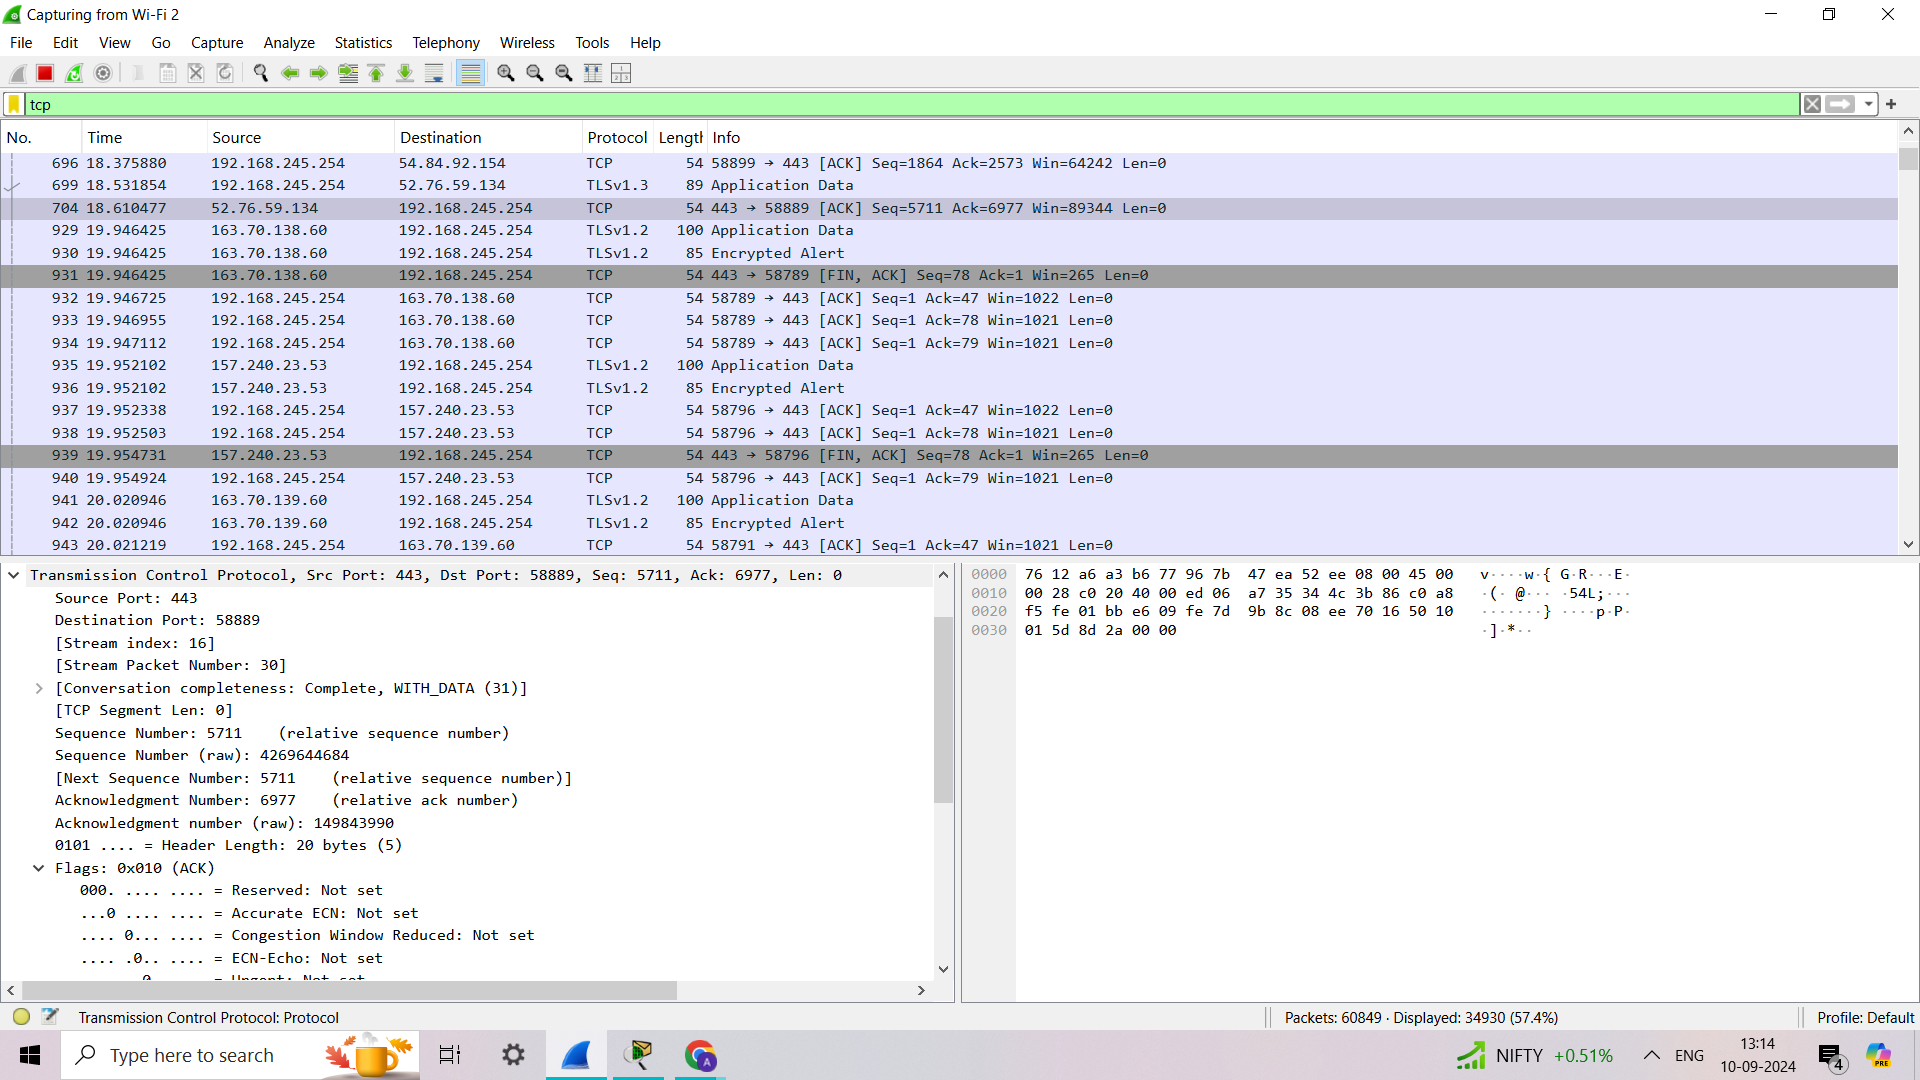 Capturing from Wi-Fi 2
File Edit View Go Capture Analyze Statistics Telephony Wireless Tools Help
tcp
No. Time Source Destination Protocol Length Info
696 18.375880 192.168.245.254 54.84.92.154 TCP 54 58899 → 443 [ACK] Seq=1864 Ack=2573 Win=64242 Len=0
699 18.531854 192.168.245.254 52.76.59.134 TLSv1.3 89 Application Data
704 18.610477 52.76.59.134 192.168.245.254 TCP 54 443 → 58889 [ACK] Seq=5711 Ack=6977 Win=89344 Len=0
929 19.946425 163.70.138.60 192.168.245.254 TLSv1.2 100 Application Data
930 19.946425 163.70.138.60 192.168.245.254 TLSv1.2 85 Encrypted Alert
931 19.946425 163.70.138.60 192.168.245.254 TCP 54 443 → 58789 [FIN, ACK] Seq=78 Ack=1 Win=265 Len=0
932 19.946725 192.168.245.254 163.70.138.60 TCP 54 58789 → 443 [ACK] Seq=1 Ack=47 Win=1022 Len=0
933 19.946955 192.168.245.254 163.70.138.60 TCP 54 58789 → 443 [ACK] Seq=1 Ack=78 Win=1021 Len=0
934 19.947112 192.168.245.254 163.70.138.60 TCP 54 58789 → 443 [ACK] Seq=1 Ack=79 Win=1021 Len=0
935 19.952102 157.240.23.53 192.168.245.254 TLSv1.2 100 Application Data
936 19.952102 157.240.23.53 192.168.245.254 TLSv1.2 85 Encrypted Alert
937 19.952338 192.168.245.254 157.240.23.53 TCP 54 58796 → 443 [ACK] Seq=1 Ack=47 Win=1022 Len=0
938 19.952503 192.168.245.254 157.240.23.53 TCP 54 58796 → 443 [ACK] Seq=1 Ack=78 Win=1021 Len=0
939 19.954731 157.240.23.53 192.168.245.254 TCP 54 443 → 58796 [FIN, ACK] Seq=78 Ack=1 Win=265 Len=0
940 19.954924 192.168.245.254 157.240.23.53 TCP 54 58796 → 443 [ACK] Seq=1 Ack=79 Win=1021 Len=0
941 20.020946 163.70.139.60 192.168.245.254 TLSv1.2 100 Application Data
942 20.020946 163.70.139.60 192.168.245.254 TLSv1.2 85 Encrypted Alert
943 20.021219 192.168.245.254 163.70.139.60 TCP 54 58791 → 443 [ACK] Seq=1 Ack=47 Win=1021 Len=0
Transmission Control Protocol, Src Port: 443, Dst Port: 58889, Seq: 5711, Ack: 6977, Len: 0
Source Port: 443
Destination Port: 58889
[Stream index: 16]
[Stream Packet Number: 30]
[Conversation completeness: Complete, WITH_DATA (31)]
[TCP Segment Len: 0]
Sequence Number: 5711 (relative sequence number)
Sequence Number (raw): 4269644684
[Next Sequence Number: 5711 (relative sequence number)]
Acknowledgment Number: 6977 (relative ack number)
Acknowledgment number (raw): 149843990
0101 .... = Header Length: 20 bytes (5)
Flags: 0x010 (ACK)
000. .... .... = Reserved: Not set
...0 .... .... = Accurate ECN: Not set
.... 0... .... = Congestion Window Reduced: Not set
.... .0.. .... = ECN-Echo: Not set
0000 76 12 a6 a3 b6 77 96 7b 47 ea 52 ee 08 00 45 00 v····w·{ G·R···E·
0010 00 28 c0 20 40 00 ed 06 a7 35 34 4c 3b 86 c0 a8 ·(· @··· ·54L;···
0020 f5 fe 01 bb e6 09 fe 7d 9b 8c 08 ee 70 16 50 10 ·······} ····p·P·
0030 01 5d 8d 2a 00 00 ·]·*··
Transmission Control Protocol: Protocol
Packets: 60849 · Displayed: 34930 (57.4%)
Profile: Default
Type here to search
NIFTY +0.51%
ENG
13:14
10-09-2024
4
PRE
A